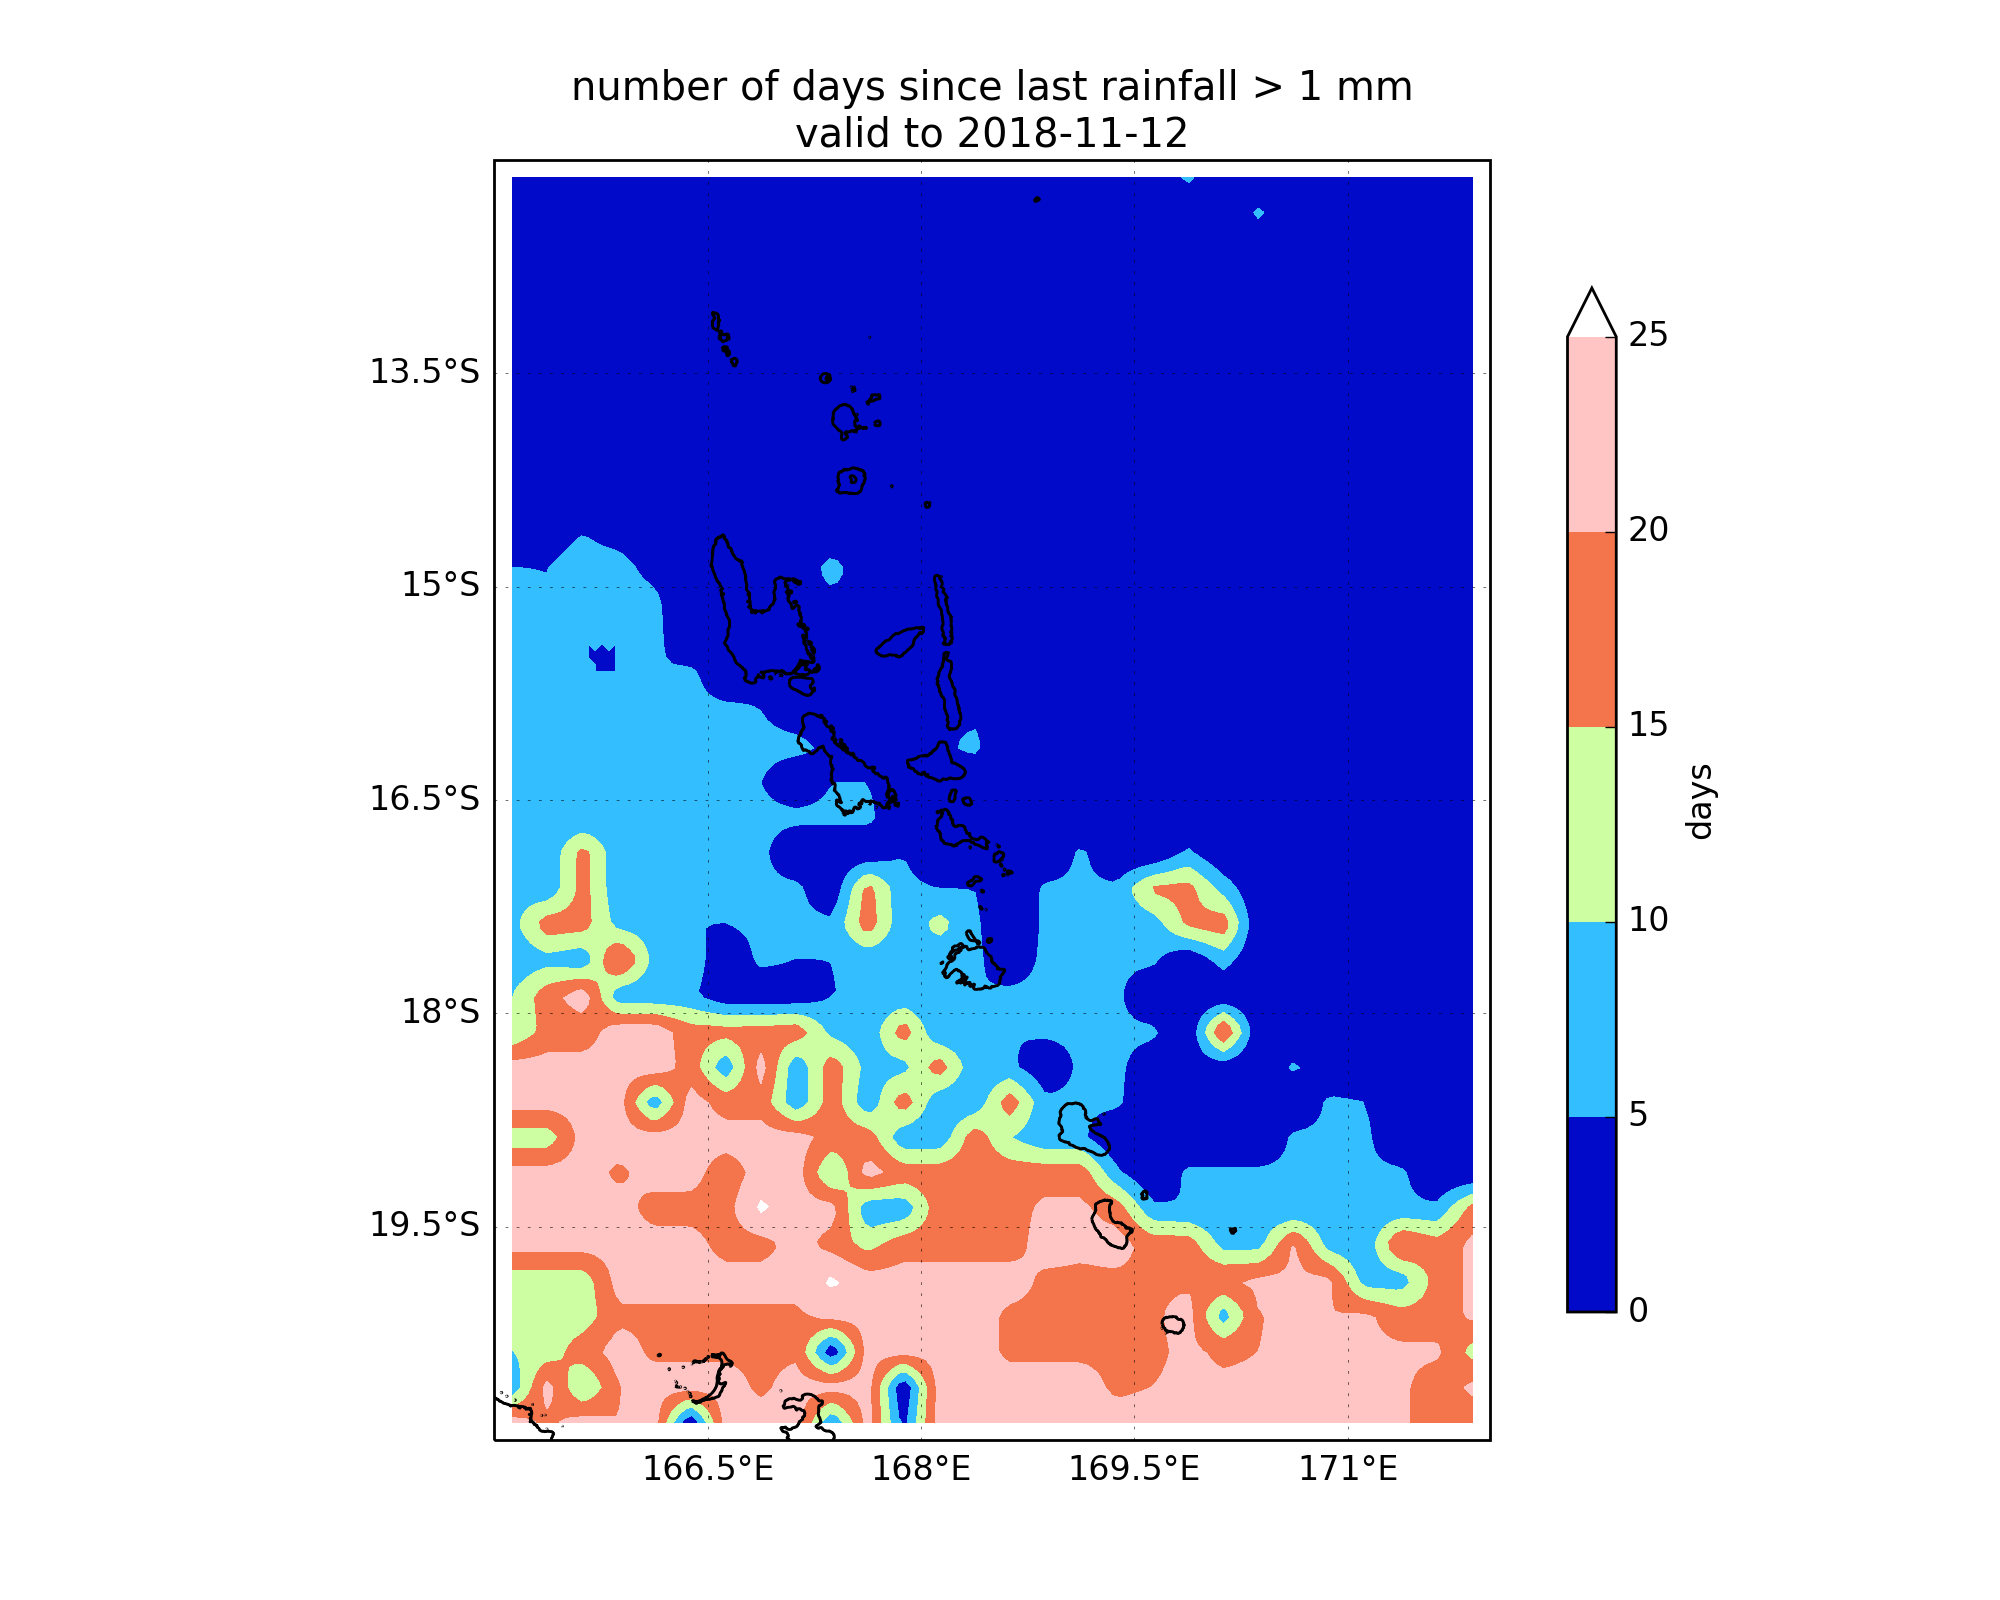 number of days since last rainfall > 1 mm
valid to 2018-11-12
13.5°S
15°S
16.5°S
18°S
19.5°S
166.5°E
168°E
169.5°E
171°E
25
20
15
10
5
0
days